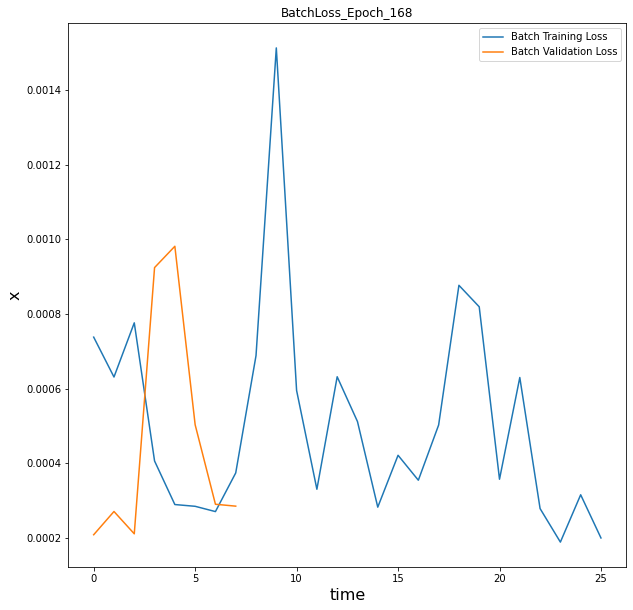 BatchLoss_Epoch_168
Batch Training Loss
Batch Validation Loss
0.0014
0.0012
0.0010
0.0008
0.0006
0.0004
0.0002
x
0
5
10
15
20
25
time